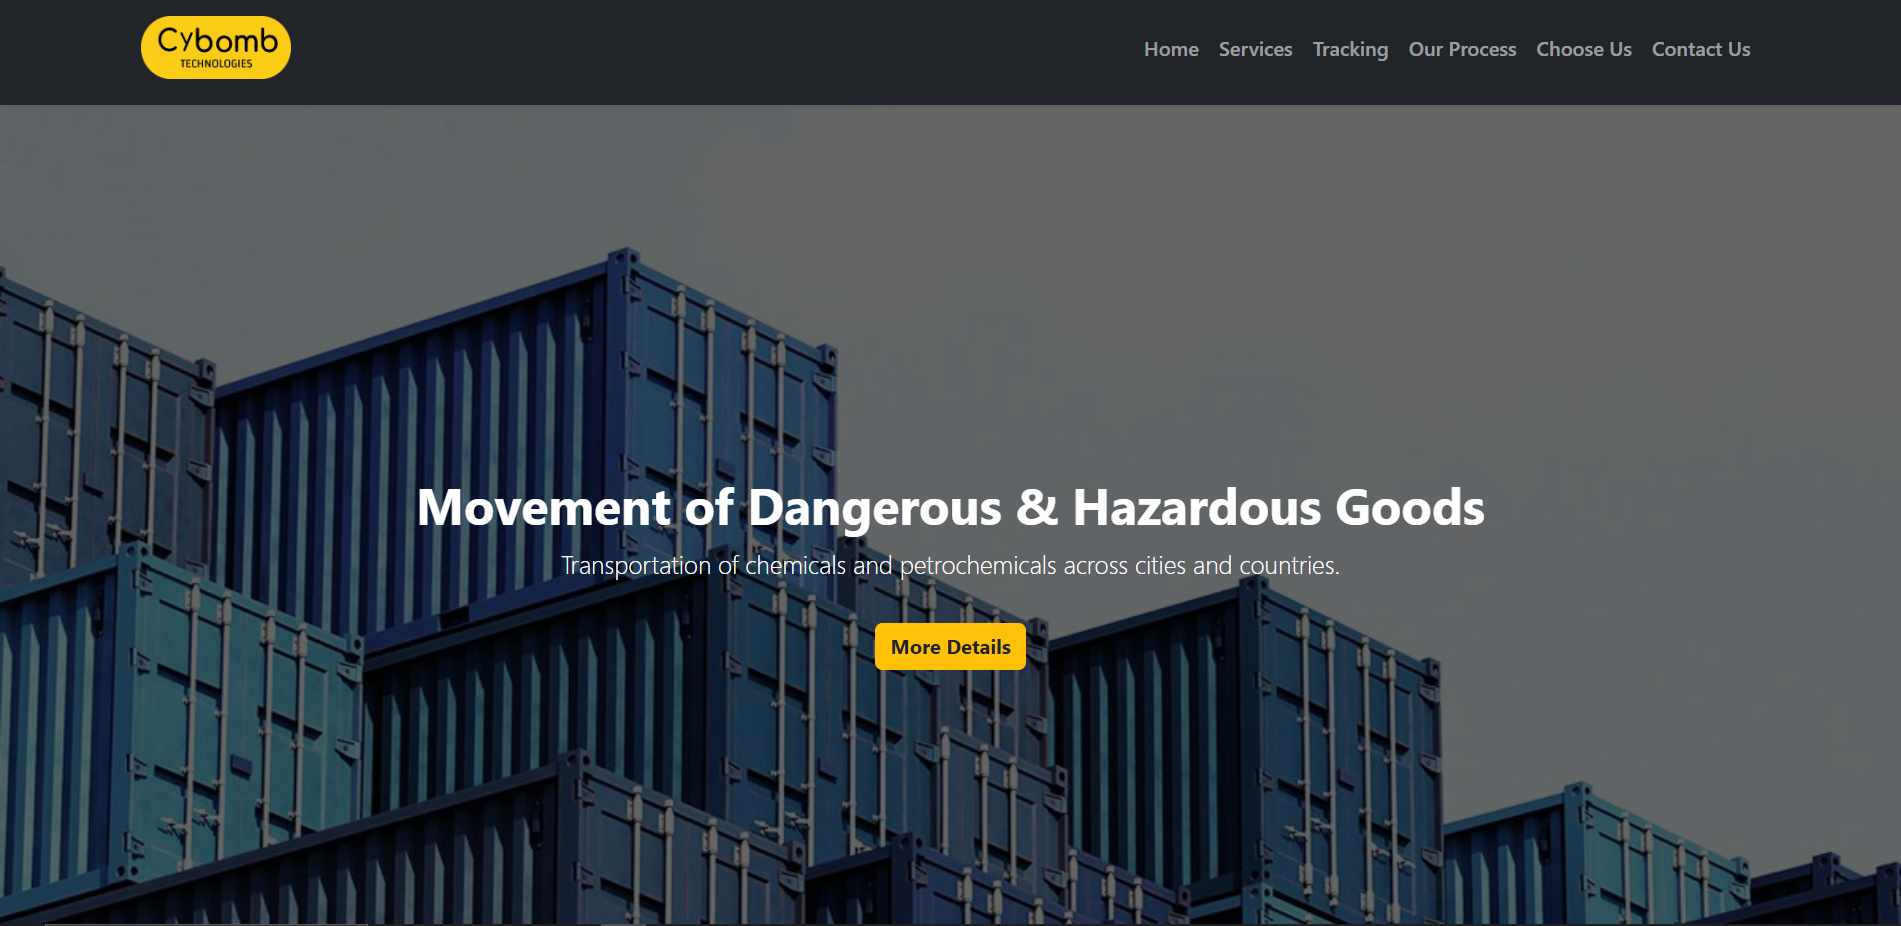 Cybomb
TECHNOLOGIES
Home Services Tracking Our Process Choose Us Contact Us
Movement of Dangerous & Hazardous Goods
Transportation of chemicals and petrochemicals across cities and countries.
More Details